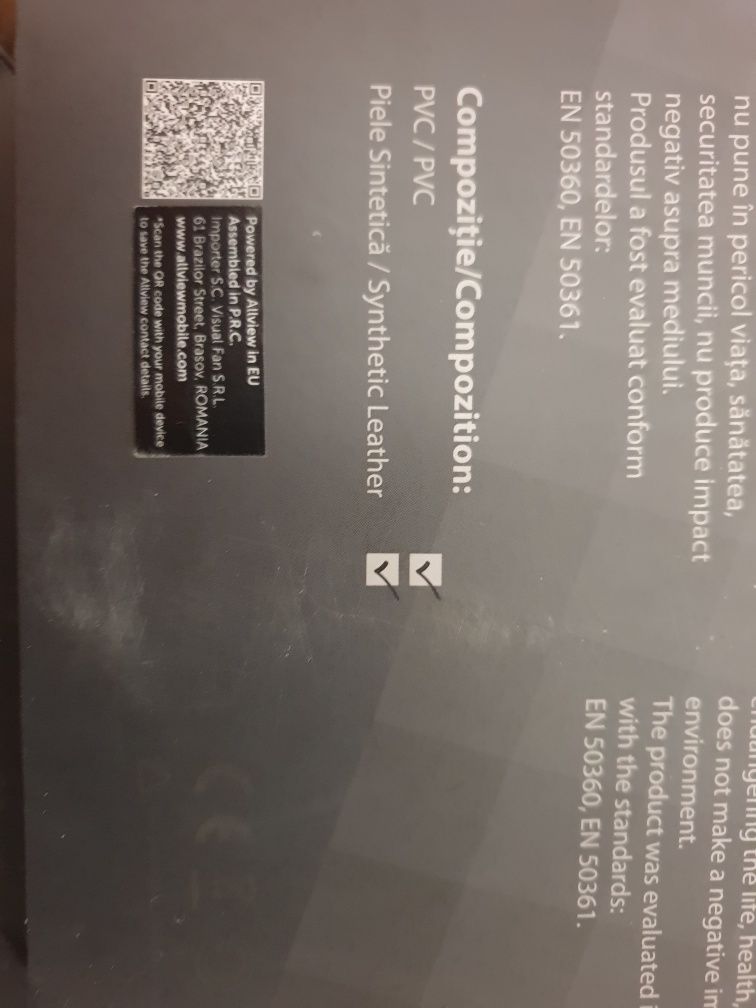 nu pune în pericol viața, sănătatea,
securitatea muncii, nu produce impact
negativ asupra mediului.
Produsul a fost evaluat conform
standardelor:
EN 50360, EN 50361.
Compoziție/Compozition:
PVC / PVC
Piele Sintetică / Synthetic Leather
Powered by Allview in EU
Assembled in P.R.C.
Importer S.C. Visual Fan S.R.L.
61 Brazilor Street, Brasov, ROMANIA
www.allviewmobile.com
*Scan the QR code with your mobile device
to save the Allview contact details.
the life, health,
does not make a negative
environment.
The product was evaluated
with the standards:
EN 50360, EN 50361.
CE